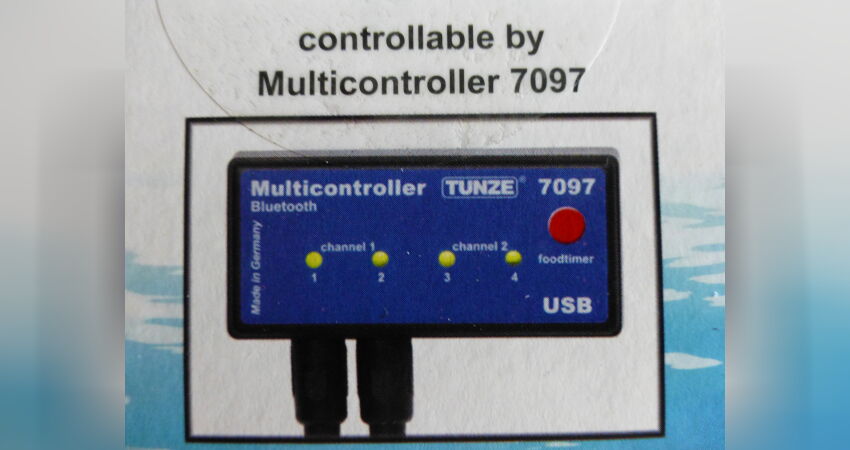 controllable by
Multicontroller 7097
Multicontroller TUNZE® 7097
Bluetooth
Made in Germany
channel 1 channel 2
1 2 3 4
foodtimer
USB